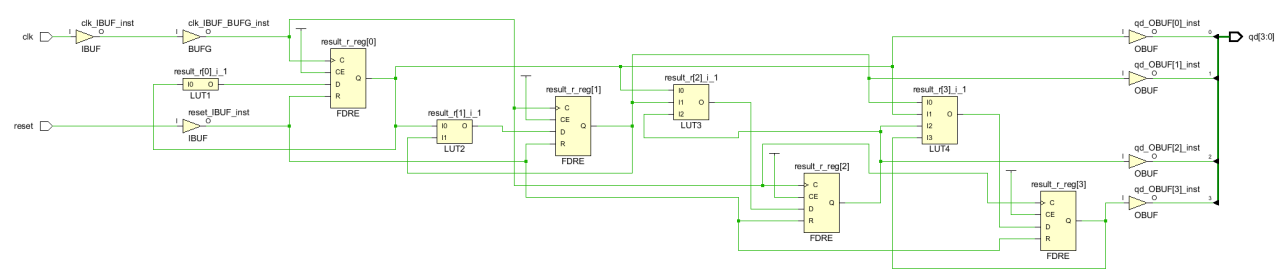 clk
clk_IBUF_inst
I
O
IBUF
clk_IBUF_BUFG_inst
I
O
BUFG
result_r_reg[0]
C
CE
D
R
Q
FDRE
result_r[0]_i_1
I0
O
LUT1
reset
reset_IBUF_inst
I
O
IBUF
result_r[1]_i_1
I0
I1
O
LUT2
result_r_reg[1]
C
CE
D
R
Q
FDRE
result_r[2]_i_1
I0
I1
I2
O
LUT3
result_r_reg[2]
C
CE
D
R
Q
FDRE
result_r[3]_i_1
I0
I1
I2
I3
O
LUT4
result_r_reg[3]
C
CE
D
R
Q
FDRE
qd_OBUF[0]_inst
I
O
0
OBUF
qd[3:0]
qd_OBUF[1]_inst
I
O
1
OBUF
qd_OBUF[2]_inst
I
O
2
OBUF
qd_OBUF[3]_inst
I
O
3
OBUF